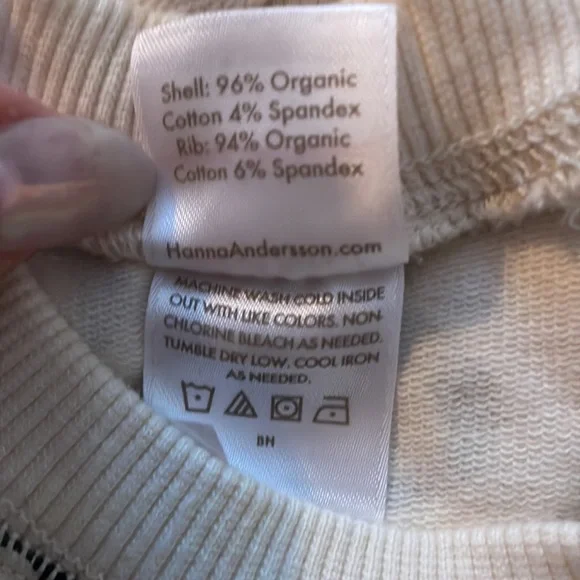 Shell: 96% Organic
Cotton 4% Spandex
Rib: 94% Organic
Cotton 6% Spandex
HannaAndersson.com
MACHINE WASH COLD INSIDE
OUT WITH LIKE COLORS. NON-
CHLORINE BLEACH AS NEEDED.
TUMBLE DRY LOW. COOL IRON
AS NEEDED.
BN